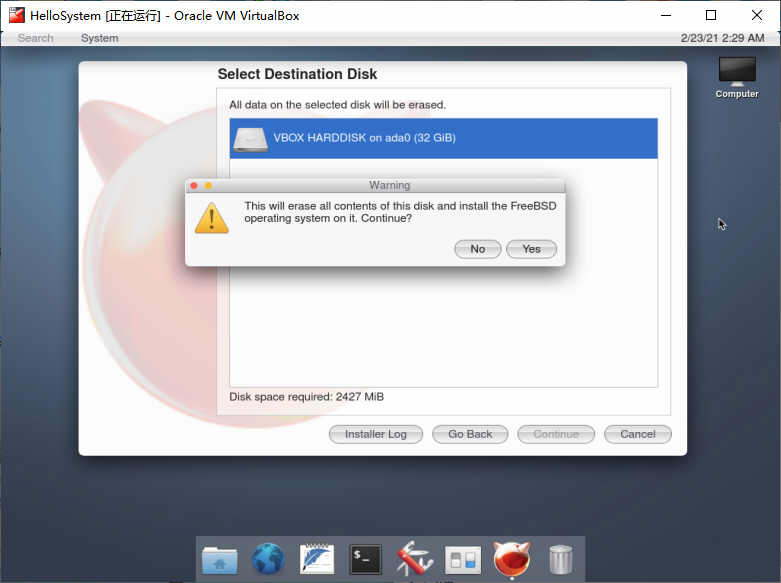 HelloSystem [正在运行] - Oracle VM VirtualBox
Search System 2/23/21 2:29 AM
Select Destination Disk
Computer
All data on the selected disk will be erased.
VBOX HARDDISK on ada0 (32 GiB)
Warning
This will erase all contents of this disk and install the FreeBSD
operating system on it. Continue?
No Yes
Disk space required: 2427 MiB
Installer Log Go Back Continue Cancel
$_